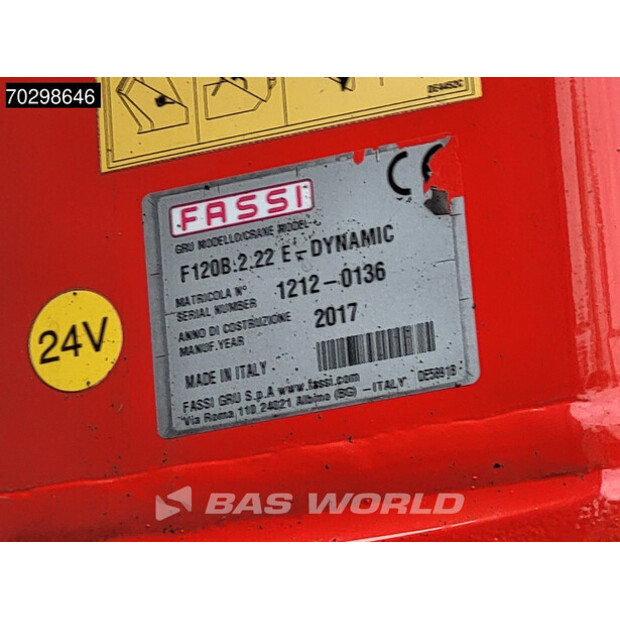 70298646
DE4452C
FASSI
CE
GRU MODELLO/CRANE MODEL
F120B.2.22 E-DYNAMIC
MATRICOLA N°
SERIAL NUMBER 1212-0136
ANNO DI COSTRUZIONE
MANUF.YEAR 2017
MADE IN ITALY
FASSI GRU S.p.A www.fassi.com
Via Roma 110 24021 Albino (BG) -ITALY
DE5891B
24V
BAS WORLD